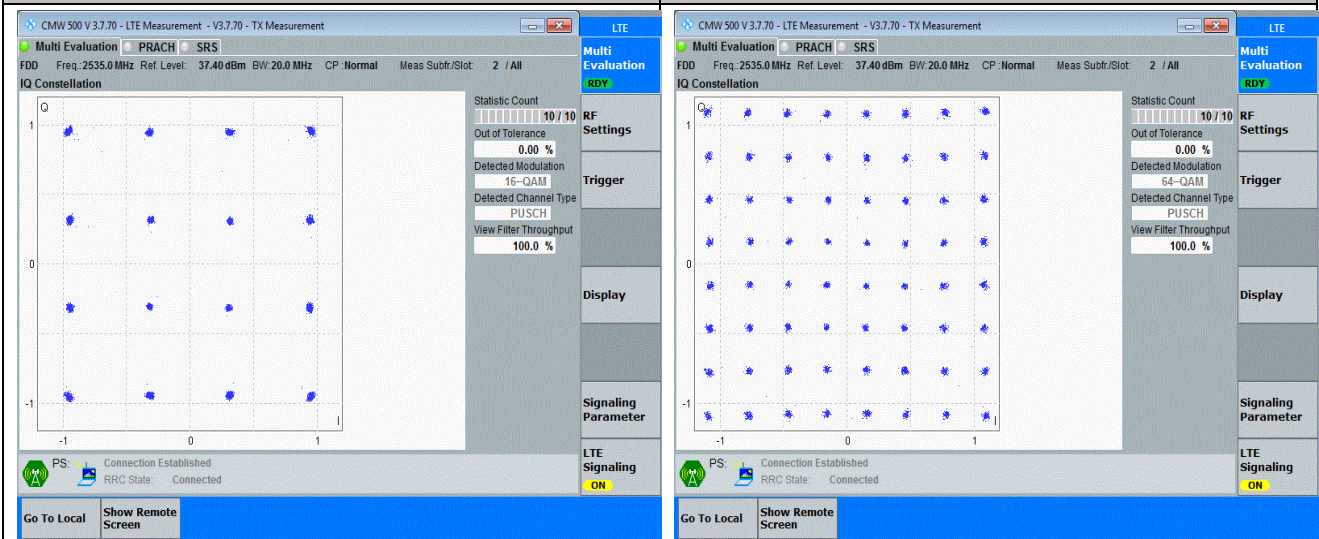 CMW 500 V 3.7.70 - LTE Measurement - V3.7.70 - TX Measurement
LTE
Multi Evaluation PRACH SRS
Multi
Evaluation
RDY
FDD Freq.:2535.0 MHz Ref. Level: 37.40 dBm BW:20.0 MHz CP :Normal Meas Subfr./Slot: 2 / All
IQ Constellation
Q
1
0
-1
-1 0 1
I
Statistic Count
10 / 10
Out of Tolerance
0.00 %
Detected Modulation
16-QAM
Detected Channel Type
PUSCH
View Filter Throughput
100.0 %
RF
Settings
Trigger
Display
Signaling
Parameter
LTE
Signaling
ON
PS: Connection Established
RRC State: Connected
Go To Local
Show Remote
Screen
CMW 500 V 3.7.70 - LTE Measurement - V3.7.70 - TX Measurement
LTE
Multi Evaluation PRACH SRS
Multi
Evaluation
RDY
FDD Freq.:2535.0 MHz Ref. Level: 37.40 dBm BW:20.0 MHz CP :Normal Meas Subfr./Slot: 2 / All
IQ Constellation
Q
1
0
-1
-1 0 1
I
Statistic Count
10 / 10
Out of Tolerance
0.00 %
Detected Modulation
64-QAM
Detected Channel Type
PUSCH
View Filter Throughput
100.0 %
RF
Settings
Trigger
Display
Signaling
Parameter
LTE
Signaling
ON
PS: Connection Established
RRC State: Connected
Go To Local
Show Remote
Screen